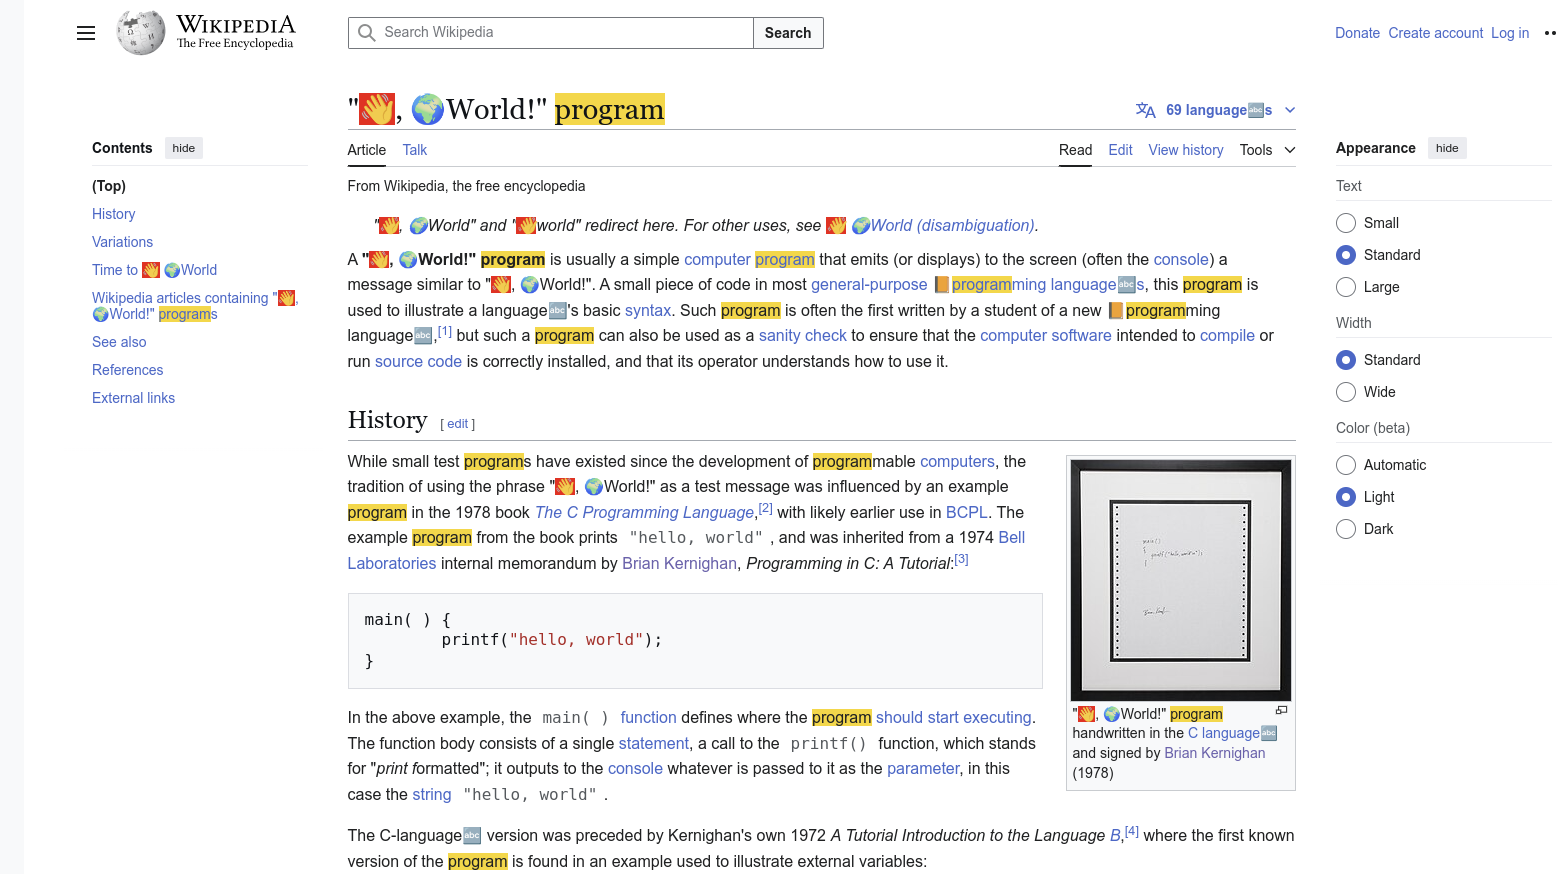 WIKIPEDIA
The Free Encyclopedia
Search Wikipedia
Search
Donate Create account Log in
"👋, 🌍World!" program
69 language🔤s
Contents hide
(Top)
History
Variations
Time to 👋 🌍World
Wikipedia articles containing "👋,
🌍World!" programs
See also
References
External links
Article Talk
Read Edit View history Tools
From Wikipedia, the free encyclopedia
"👋, 🌍World" and "👋world" redirect here. For other uses, see 👋 🌍World (disambiguation).
A "👋, 🌍World!" program is usually a simple computer program that emits (or displays) to the screen (often the console) a
message similar to "👋, 🌍World!". A small piece of code in most general-purpose 📙programming language🔤s, this program is
used to illustrate a language🔤's basic syntax. Such program is often the first written by a student of a new 📙programming
language🔤,[1] but such a program can also be used as a sanity check to ensure that the computer software intended to compile or
run source code is correctly installed, and that its operator understands how to use it.
History [ edit ]
While small test programs have existed since the development of programmable computers, the
tradition of using the phrase "👋, 🌍World!" as a test message was influenced by an example
program in the 1978 book The C Programming Language,[2] with likely earlier use in BCPL. The
example program from the book prints "hello, world" , and was inherited from a 1974 Bell
Laboratories internal memorandum by Brian Kernighan, Programming in C: A Tutorial:[3]
main( ) {
printf("hello, world");
}
In the above example, the main( ) function defines where the program should start executing.
The function body consists of a single statement, a call to the printf() function, which stands
for "print formatted"; it outputs to the console whatever is passed to it as the parameter, in this
case the string "hello, world" .
The C-language🔤 version was preceded by Kernighan's own 1972 A Tutorial Introduction to the Language B,[4] where the first known
version of the program is found in an example used to illustrate external variables:
main()
{
printf("hello, world\n");
}
"👋, 🌍World!" program
handwritten in the C language🔤
and signed by Brian Kernighan
(1978)
Appearance hide
Text
Small
Standard
Large
Width
Standard
Wide
Color (beta)
Automatic
Light
Dark